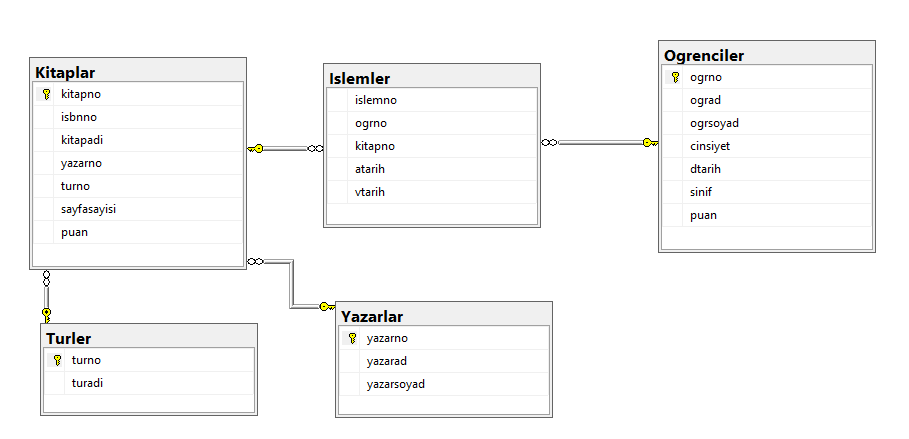 Kitaplar
kitapno
isbnno
kitapadi
yazarno
turno
sayfasayisi
puan
Islemler
islemno
ogrno
kitapno
atarih
vtarih
Ogrenciler
ogrno
ograd
ogrsoyad
cinsiyet
dtarih
sinif
puan
Turler
turno
turadi
Yazarlar
yazarno
yazarad
yazarsoyad